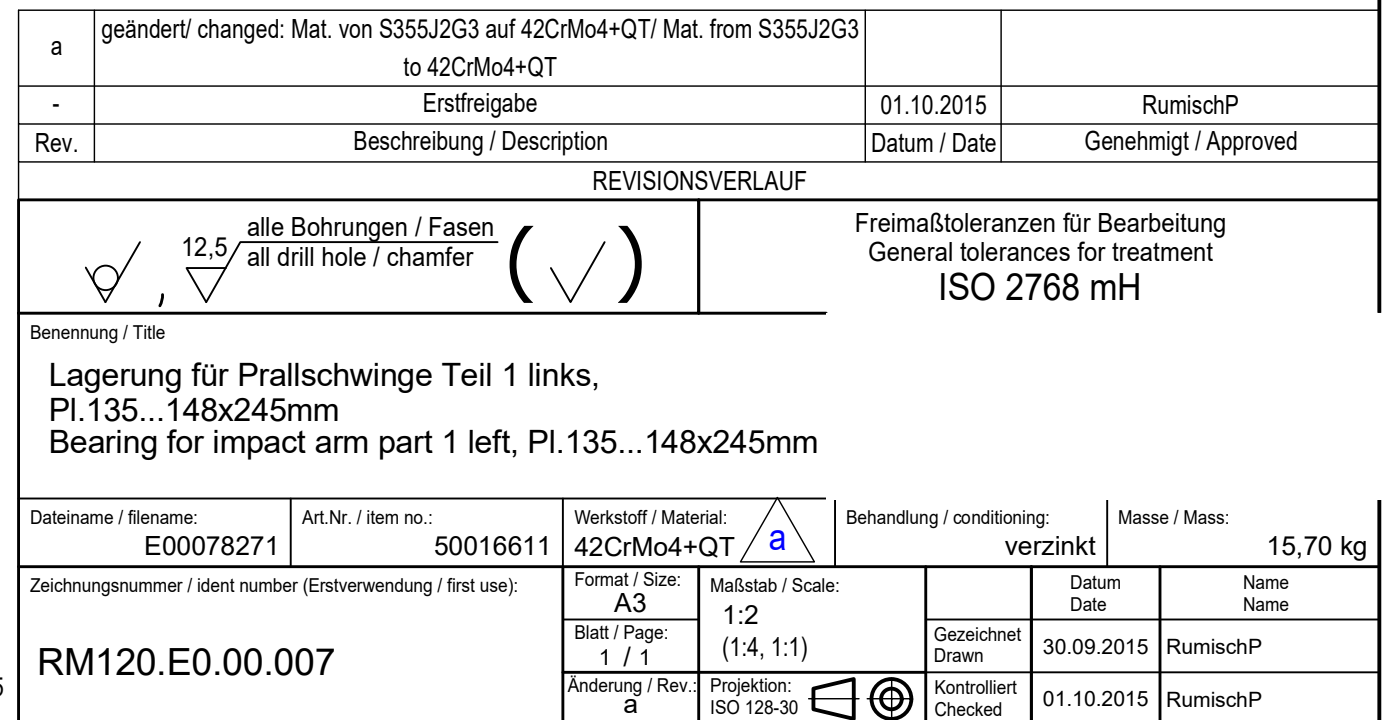 a
geändert/ changed: Mat. von S355J2G3 auf 42CrMo4+QT/ Mat. from S355J2G3
to 42CrMo4+QT
- Erstfreigabe 01.10.2015 RumischP
Rev. Beschreibung / Description Datum / Date Genehmigt / Approved
REVISIONSVERLAUF
12,5 alle Bohrungen / Fasen
all drill hole / chamfer
,
(
)
Freimaßtoleranzen für Bearbeitung
General tolerances for treatment
ISO 2768 mH
Benennung / Title
Lagerung für Prallschwinge Teil 1 links,
Pl.135...148x245mm
Bearing for impact arm part 1 left, Pl.135...148x245mm
Dateiname / filename:
E00078271
Art.Nr. / item no.:
50016611
Werkstoff / Material:
42CrMo4+QT
a
Behandlung / conditioning:
verzinkt
Masse / Mass:
15,70 kg
Zeichnungsnummer / ident number (Erstverwendung / first use):
RM120.E0.00.007
Format / Size:
A3
Blatt / Page:
1 / 1
Änderung / Rev.:
a
Maßstab / Scale:
1:2
(1:4, 1:1)
Projektion:
ISO 128-30
Datum
Date
Name
Name
Gezeichnet
Drawn
30.09.2015
RumischP
Kontrolliert
Checked
01.10.2015
RumischP